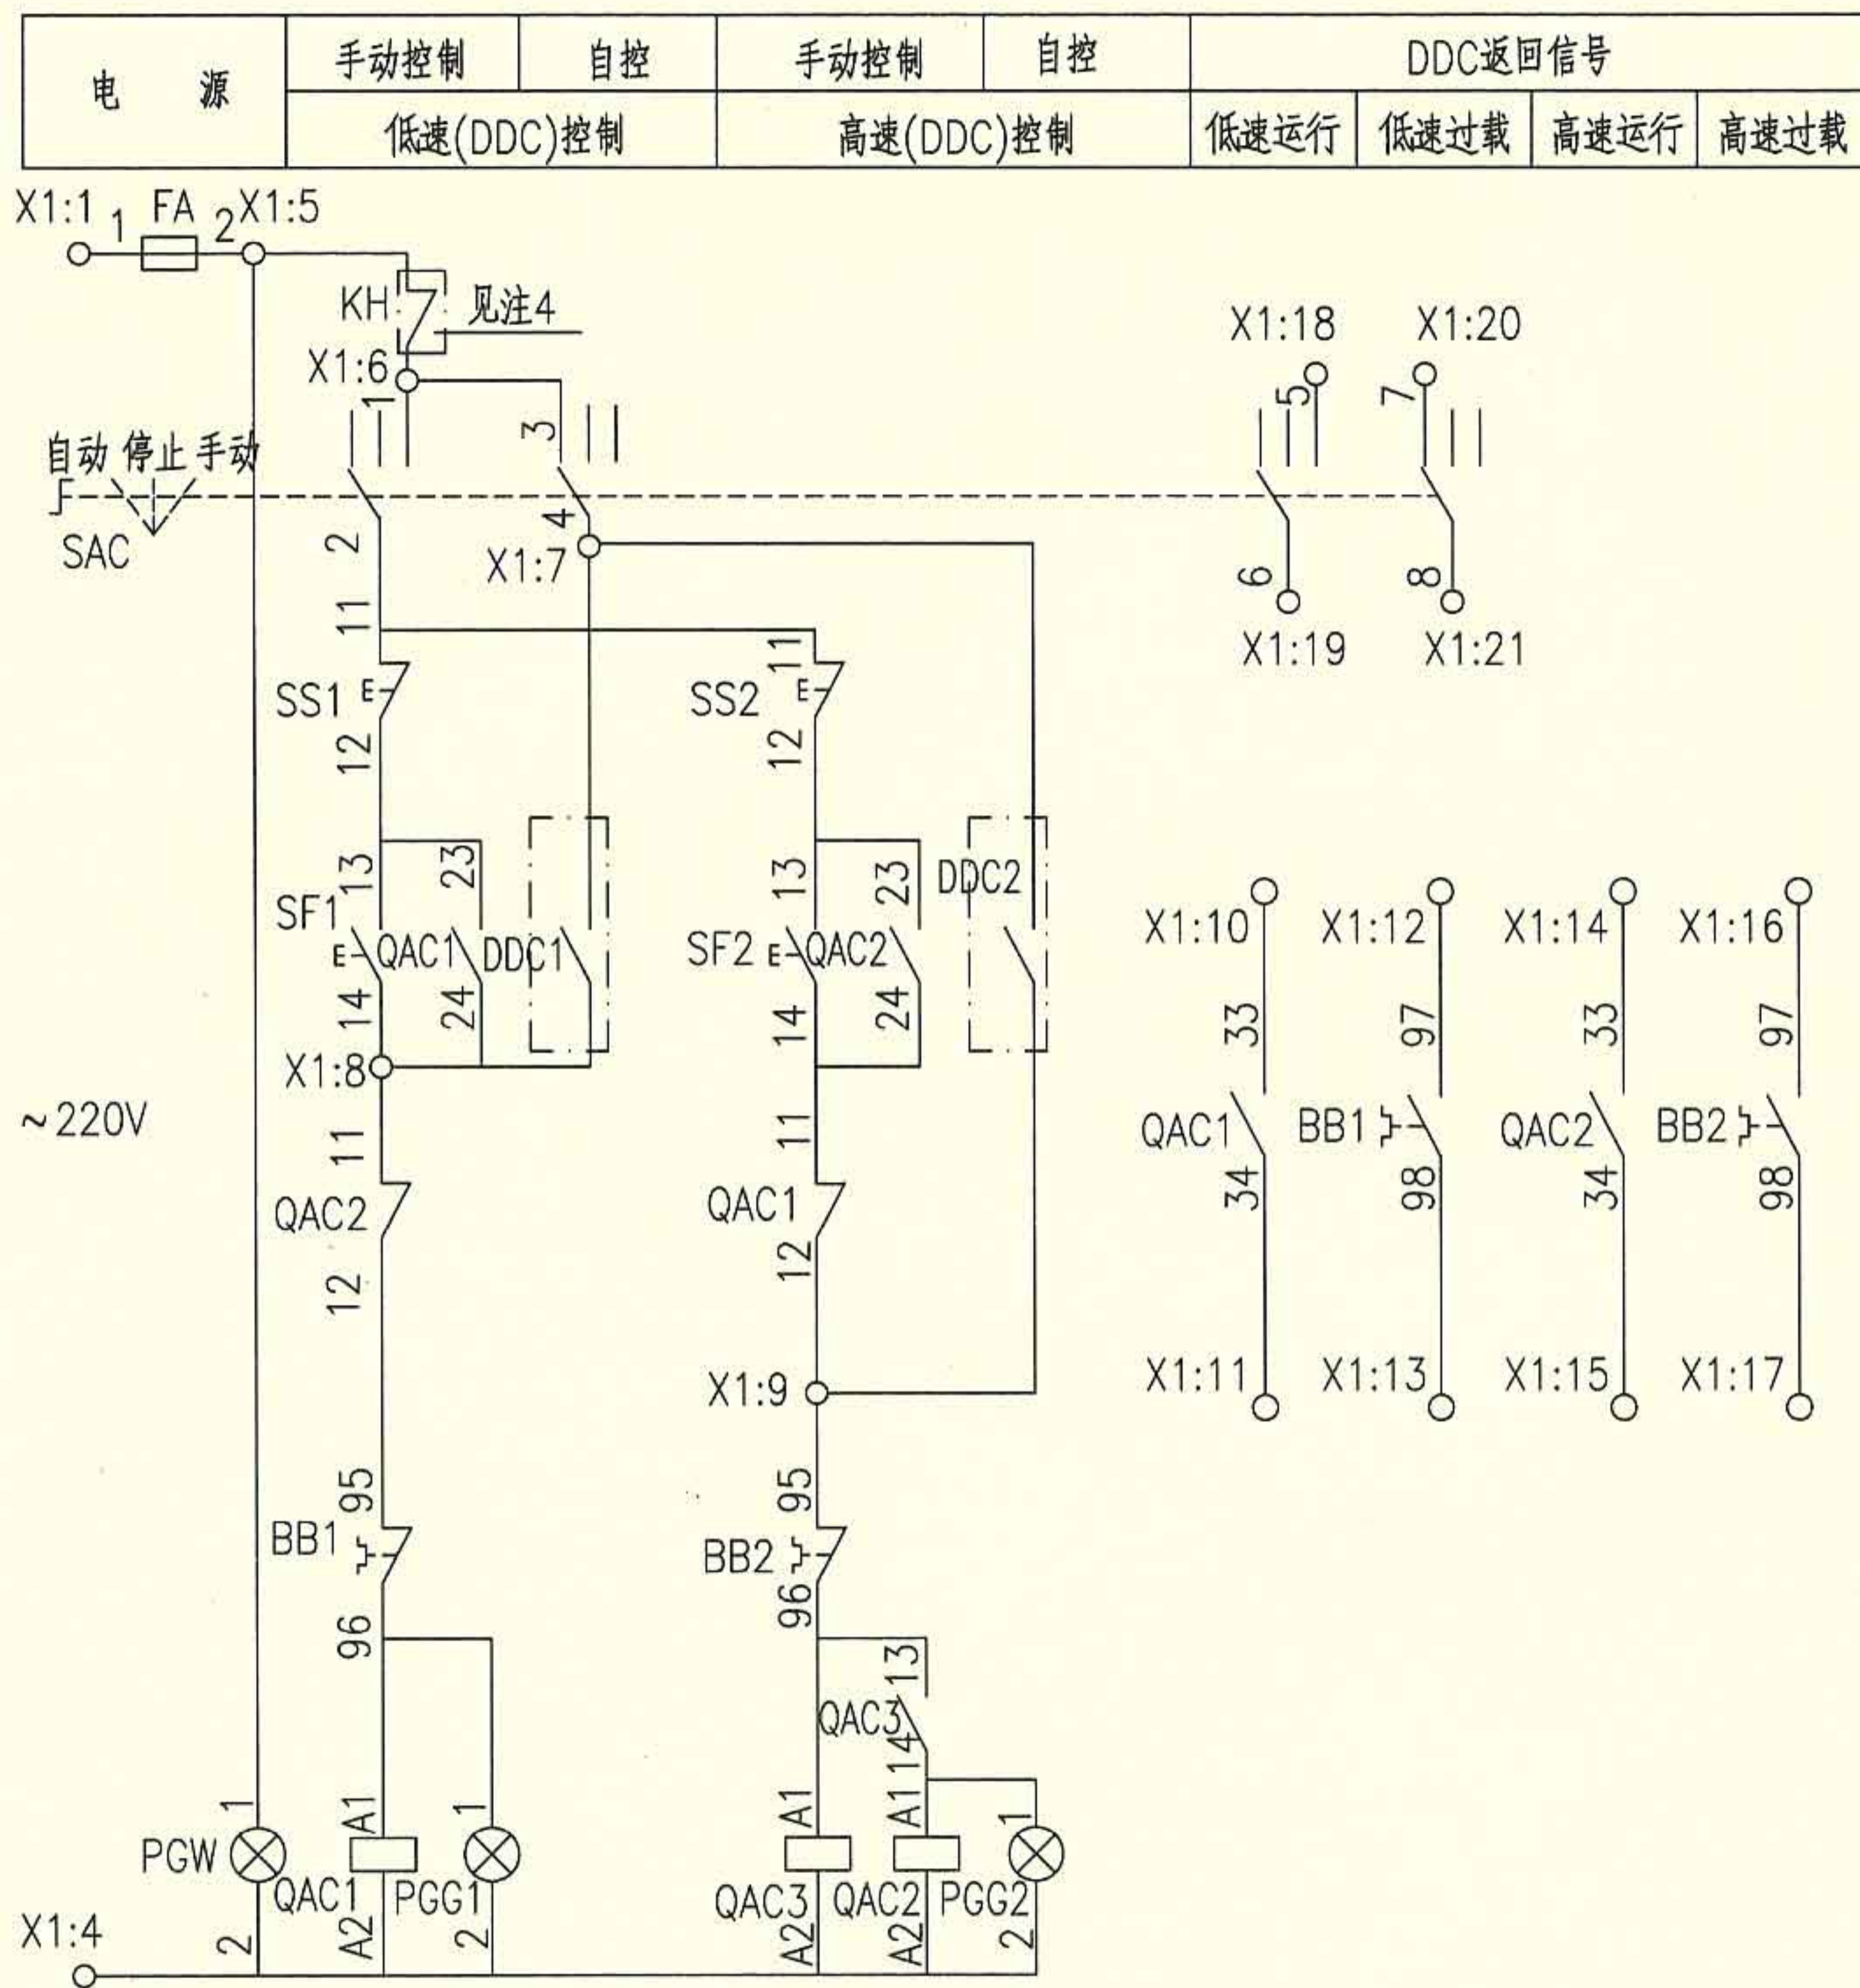 电 源 手动控制 自控 手动控制 自控 DDC返回信号
低速(DDC)控制 高速(DDC)控制 低速运行 低速过载 高速运行 高速过载
X1:1 1 FA 2 X1:5
KH 见注4
X1:18 X1:20
X1:6
1 3 5 7
自动 停止 手动
SAC
2 4 6 8
X1:7
X1:19 X1:21
11 11
SS1 SS2
12 12
13 23 13 23 DDC2
SF1 QAC1 DDC1 SF2 QAC2
14 24 14 24
X1:10 X1:12 X1:14 X1:16
33 97 33 97
X1:8
~220V
11 11
QAC1 BB1 QAC2 BB2
34 98 34 98
QAC2 QAC1
12 12
X1:9
X1:11 X1:13 X1:15 X1:17
95 95
BB1 BB2
96 96
13
QAC3
14
1 A1 1 A1 A1 1
PGW QAC1 PGG1 QAC3 QAC2 PGG2
2 A2 2 A2 A2 2
X1:4